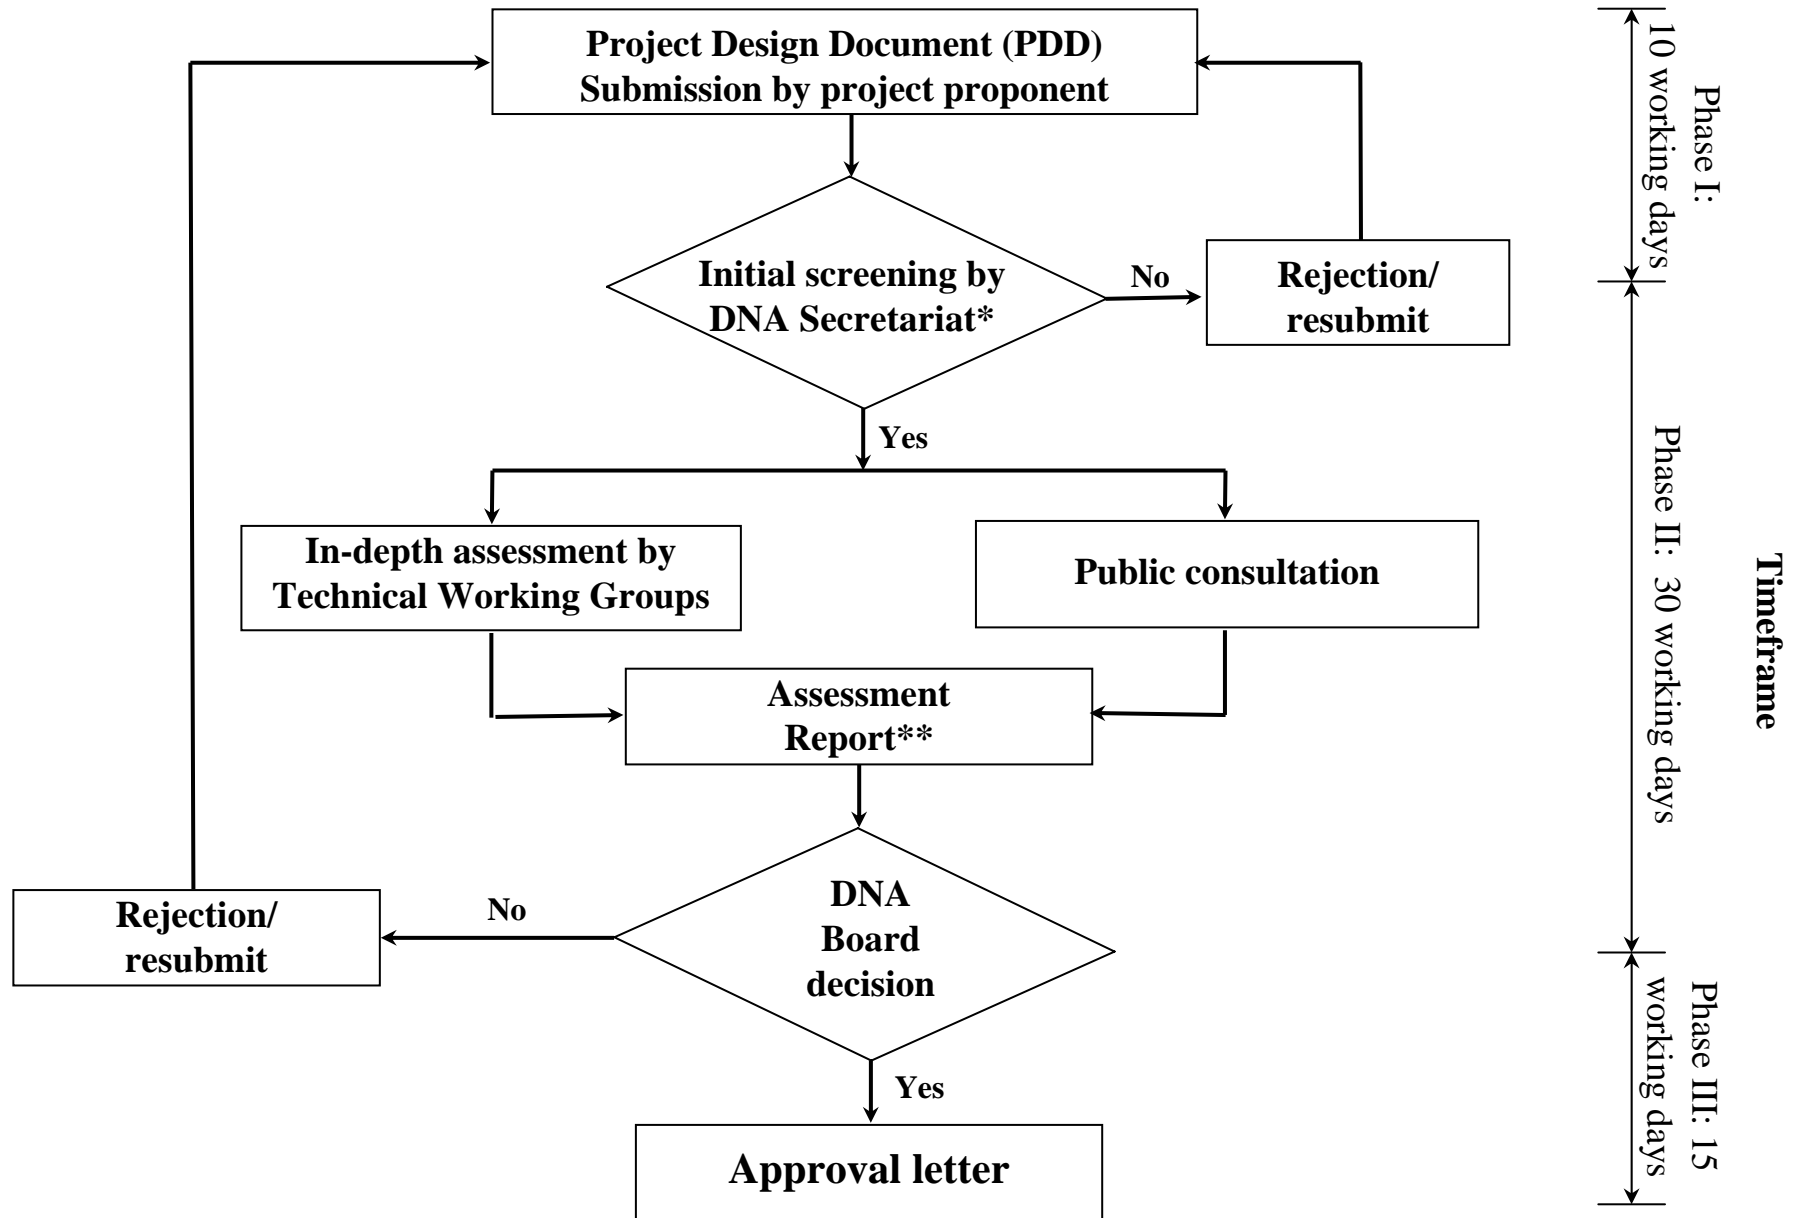 Project Design Document (PDD)
Submission by project proponent
Initial screening by
DNA Secretariat*
No
Rejection/
resubmit
Yes
In-depth assessment by
Technical Working Groups
Public consultation
Assessment
Report**
DNA
Board
decision
No
Rejection/
resubmit
Yes
Approval letter
Phase I:
10 working days
Phase II: 30 working days
Phase III: 15
working days
Timeframe